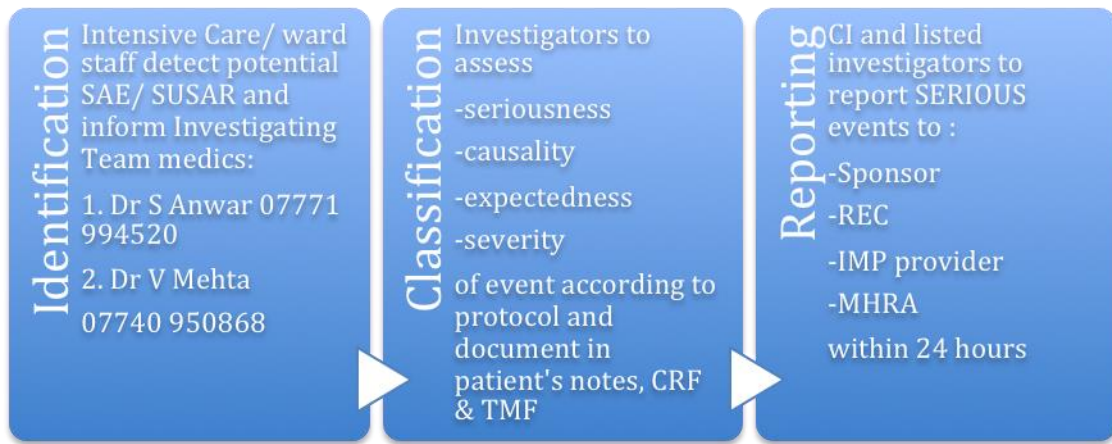 Identification
Intensive Care/ ward
staff detect potential
SAE/ SUSAR and
inform Investigating
Team medics:
1. Dr S Anwar 07771
994520
2. Dr V Mehta
07740 950868
Classification
Investigators to
assess
-seriousness
-causality
-expectedness
-severity
of event according to
protocol and
document in
patient's notes, CRF
& TMF
Reporting
CI and listed
investigators to
report SERIOUS
events to :
-Sponsor
-REC
-IMP provider
-MHRA
within 24 hours